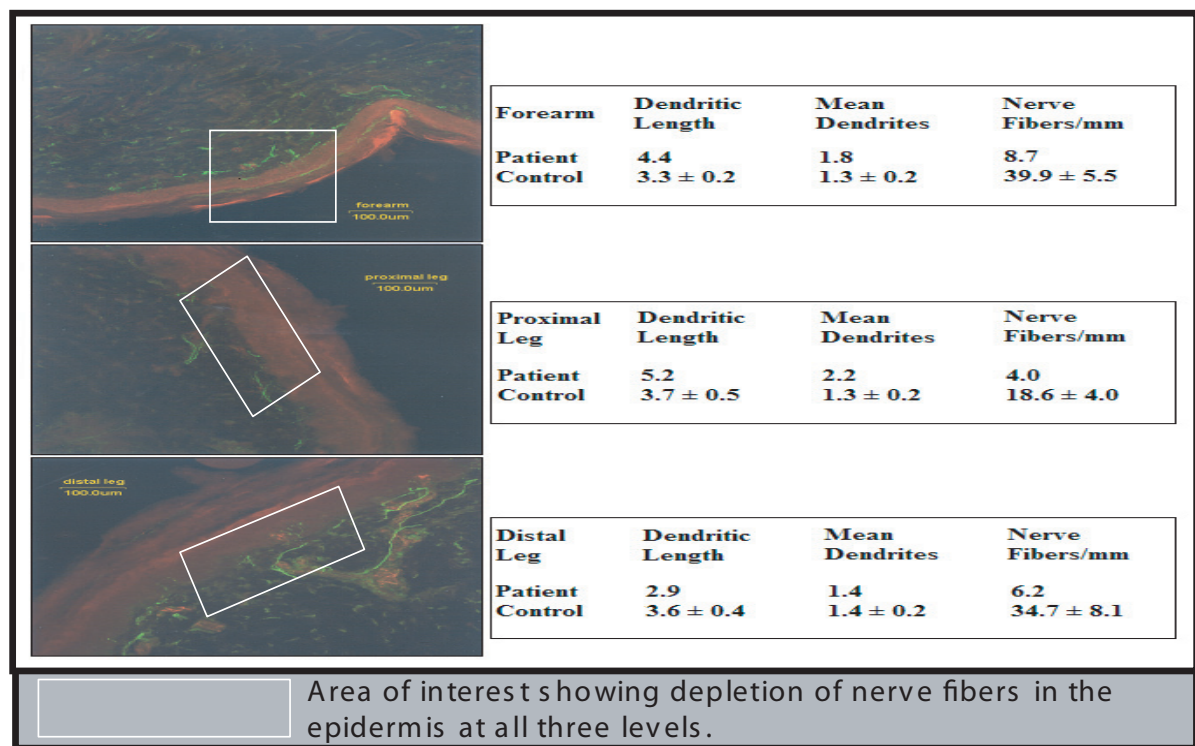 forearm
100.0um
Forearm Dendritic Length Mean Dendrites Nerve Fibers/mm
Patient 4.4 1.8 8.7
Control 3.3 ± 0.2 1.3 ± 0.2 39.9 ± 5.5
proximal leg
100.0um
Proximal Leg Dendritic Length Mean Dendrites Nerve Fibers/mm
Patient 5.2 2.2 4.0
Control 3.7 ± 0.5 1.3 ± 0.2 18.6 ± 4.0
distal leg
100.0um
Distal Leg Dendritic Length Mean Dendrites Nerve Fibers/mm
Patient 2.9 1.4 6.2
Control 3.6 ± 0.4 1.4 ± 0.2 34.7 ± 8.1
Area of interest showing depletion of nerve fibers in the
epidermis at all three levels.